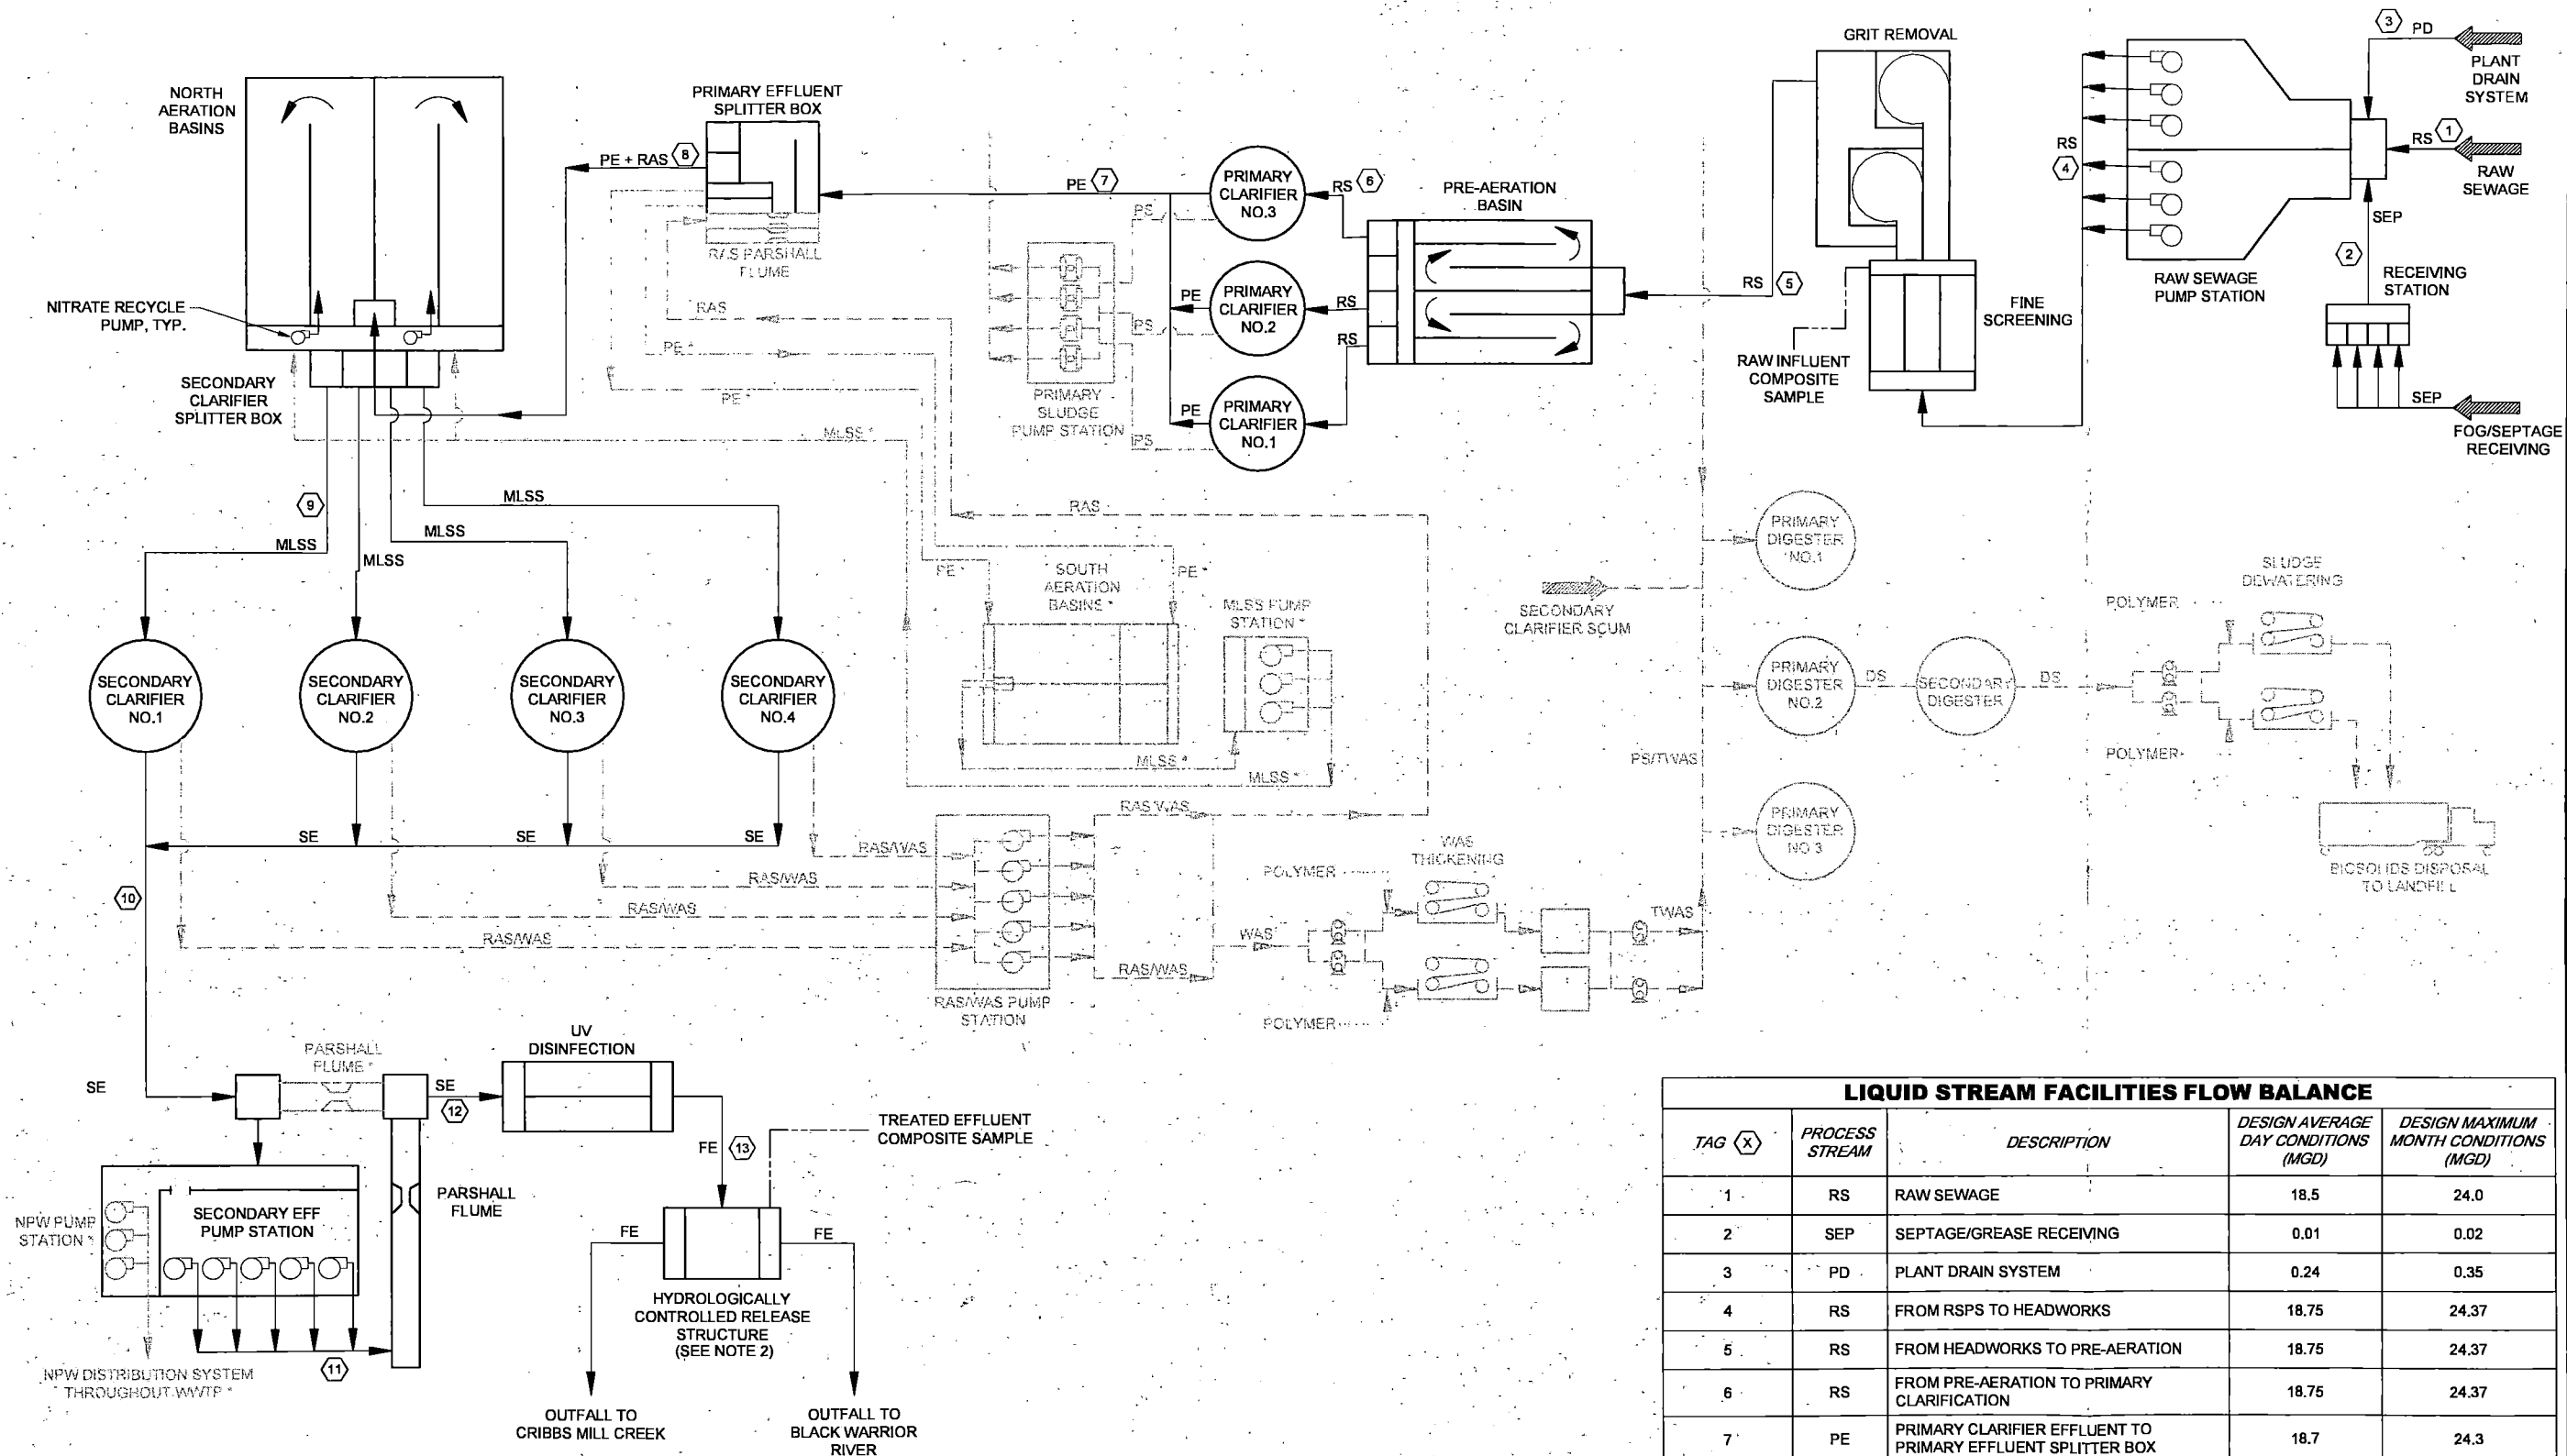 GRIT REMOVAL
3
PD
PLANT
DRAIN
SYSTEM
RS
1
RAW
SEWAGE
SEP
2
RECEIVING
STATION
SEP
FOG/SEPTAGE
RECEIVING
RS
4
RAW SEWAGE
PUMP STATION
FINE
SCREENING
RAW INFLUENT
COMPOSITE
SAMPLE
RS
5
PRE-AERATION
BASIN
RS
6
RS
RS
PRIMARY
CLARIFIER
NO.3
PRIMARY
CLARIFIER
NO.2
PRIMARY
CLARIFIER
NO.1
PE
7
PE
PE
PS
PS
PS
PRIMARY
SLUDGE
PUMP STATION
PRIMARY EFFLUENT
SPLITTER BOX
PE + RAS
8
RAS PARSHALL
FLUME
RAS
PE *
PE *
MLSS *
NORTH
AERATION
BASINS
NITRATE RECYCLE
PUMP, TYP.
SECONDARY
CLARIFIER
SPLITTER BOX
9
MLSS
MLSS
MLSS
MLSS
RAS
PE *
SOUTH
AERATION
BASINS *
PE *
MLSS PUMP
STATION *
MLSS *
MLSS *
SECONDARY
CLARIFIER SCUM
PRIMARY
DIGESTER
NO.1
PRIMARY
DIGESTER
NO.2
DS
SECONDARY
DIGESTER
DS
PRIMARY
DIGESTER
NO 3
PS/TWAS
POLYMER
SLUDGE
DEWATERING
POLYMER
BIOSOLIDS DISPOSAL
TO LANDFILL
SECONDARY
CLARIFIER
NO.1
SECONDARY
CLARIFIER
NO.2
SECONDARY
CLARIFIER
NO.3
SECONDARY
CLARIFIER
NO.4
SE
SE
SE
10
RAS/WAS
RAS/WAS
RAS/WAS
RAS/WAS
RAS/WAS PUMP
STATION
RAS/WAS
RAS/WAS
WAS
POLYMER
WAS
THICKENING
POLYMER
TWAS
SE
PARSHALL
FLUME *
SE
12
UV
DISINFECTION
FE
13
TREATED EFFLUENT
COMPOSITE SAMPLE
PARSHALL
FLUME
NPW PUMP
STATION *
SECONDARY EFF
PUMP STATION
11
NPW DISTRIBUTION SYSTEM
THROUGHOUT WWTP *
FE
FE
HYDROLOGICALLY
CONTROLLED RELEASE
STRUCTURE
(SEE NOTE 2)
OUTFALL TO
CRIBBS MILL CREEK
OUTFALL TO
BLACK WARRIOR
RIVER
LIQUID STREAM FACILITIES FLOW BALANCE
TAG X PROCESS STREAM DESCRIPTION DESIGN AVERAGE DAY CONDITIONS (MGD) DESIGN MAXIMUM MONTH CONDITIONS (MGD)
1 RS RAW SEWAGE 18.5 24.0
2 SEP SEPTAGE/GREASE RECEIVING 0.01 0.02
3 PD PLANT DRAIN SYSTEM 0.24 0.35
4 RS FROM RSPS TO HEADWORKS 18.75 24.37
5 RS FROM HEADWORKS TO PRE-AERATION 18.75 24.37
6 RS FROM PRE-AERATION TO PRIMARY CLARIFICATION 18.75 24.37
7 PE PRIMARY CLARIFIER EFFLUENT TO PRIMARY EFFLUENT SPLITTER BOX 18.7 24.3